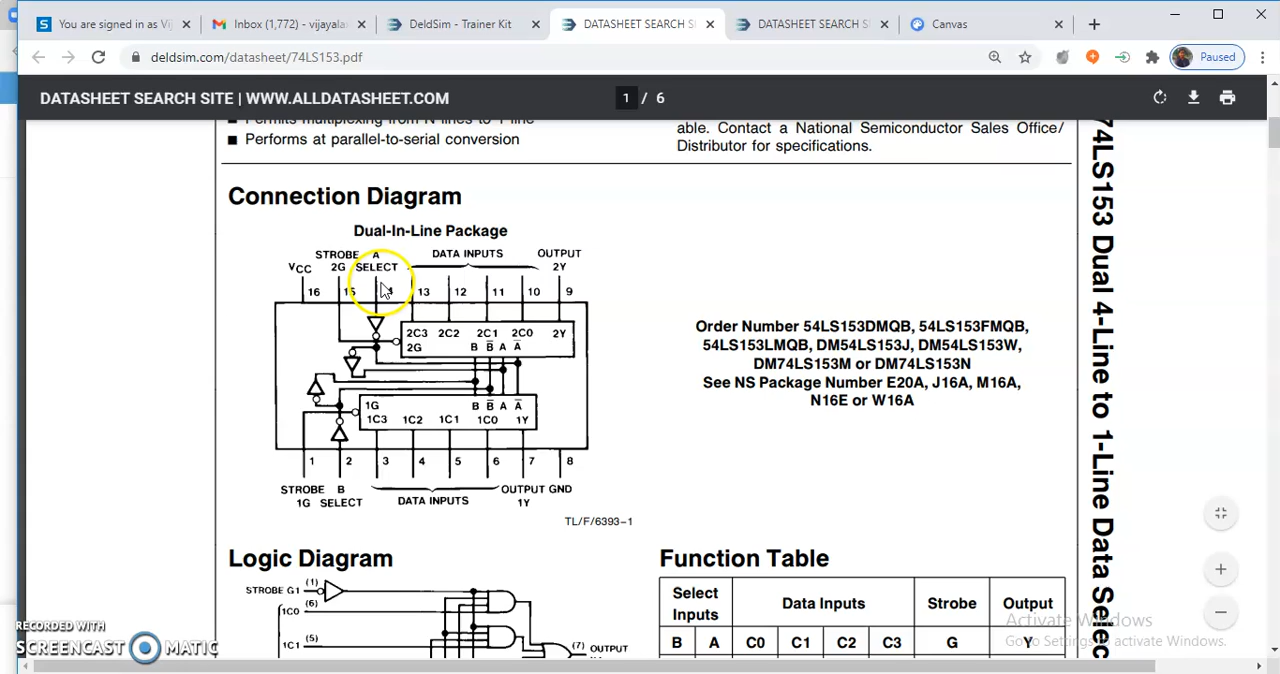 You are signed in as Vij
Inbox (1,772) - vijayala
DeldSim - Trainer Kit
DATASHEET SEARCH S
DATASHEET SEARCH S
Canvas
deldsim.com/datasheet/74LS153.pdf
Paused
DATASHEET SEARCH SITE | WWW.ALLDATASHEET.COM
1 / 6
Permits multiplexing from N lines to 1 line
Performs at parallel-to-serial conversion
able. Contact a National Semiconductor Sales Office/
Distributor for specifications.
Connection Diagram
Dual-In-Line Package
STROBE A DATA INPUTS OUTPUT
VCC 2G SELECT 2Y
16 15 13 12 11 10 9
2C3 2C2 2C1 2C0 2Y
2G B B̅ A A̅
1G B B̅ A A̅
1C3 1C2 1C1 1C0 1Y
1 2 3 4 5 6 7 8
STROBE B DATA INPUTS OUTPUT GND
1G SELECT 1Y
TL/F/6393–1
Order Number 54LS153DMQB, 54LS153FMQB,
54LS153LMQB, DM54LS153J, DM54LS153W,
DM74LS153M or DM74LS153N
See NS Package Number E20A, J16A, M16A,
N16E or W16A
Logic Diagram
STROBE G1 (1)
1C0 (6)
1C1 (5)
(7) OUTPUT
Function Table
Select Inputs Data Inputs Strobe Output
B A C0 C1 C2 C3 G Y
74LS153 Dual 4-Line to 1-Line Data Selec
Activate Windows
Go to Settings to activate Windows.
RECORDED WITH
SCREENCAST MATIC